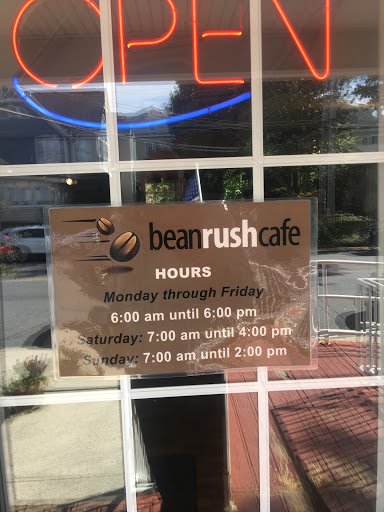 OPEN
beanrushcafe
HOURS
Monday through Friday
6:00 am until 6:00 pm
Saturday: 7:00 am until 4:00 pm
Sunday: 7:00 am until 2:00 pm